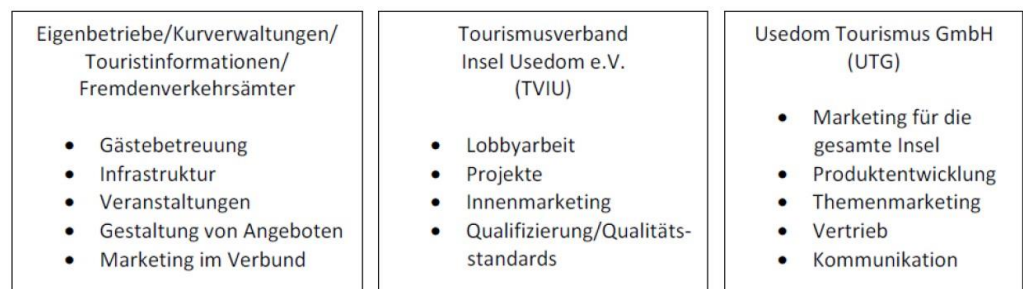 Eigenbetriebe/Kurverwaltungen/
Touristinformationen/
Fremdenverkehrsämter
• Gästebetreuung
• Infrastruktur
• Veranstaltungen
• Gestaltung von Angeboten
• Marketing im Verbund
Tourismusverband
Insel Usedom e.V.
(TVIU)
• Lobbyarbeit
• Projekte
• Innenmarketing
• Qualifizierung/Qualitäts-
standards
Usedom Tourismus GmbH
(UTG)
• Marketing für die
gesamte Insel
• Produktentwicklung
• Themenmarketing
• Vertrieb
• Kommunikation